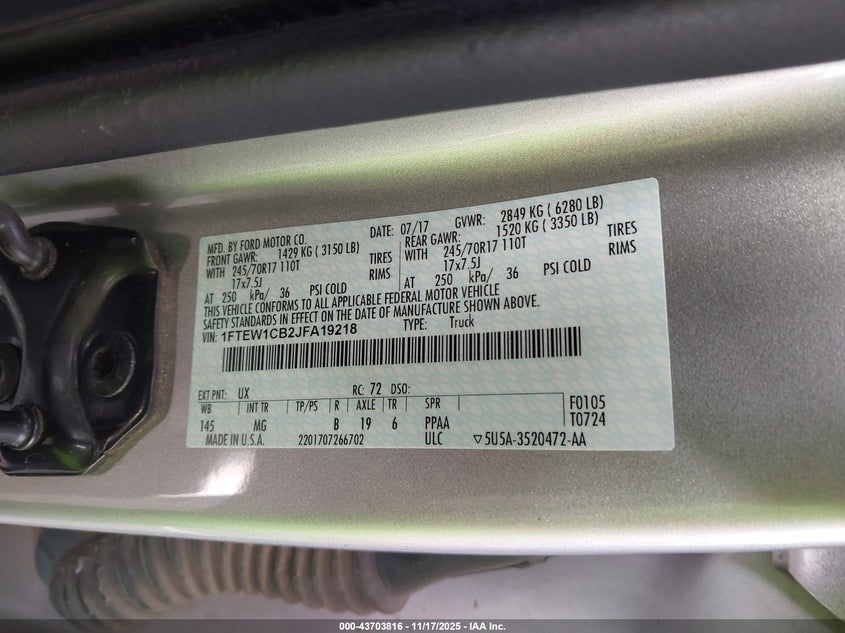 MFD. BY FORD MOTOR CO. DATE: 07/17 GVWR: 2849 KG ( 6280 LB)
FRONT GAWR: 1429 KG ( 3150 LB) REAR GAWR: 1520 KG ( 3350 LB)
WITH 245/70R17 110T TIRES WITH 245/70R17 110T TIRES
17x7.5J RIMS 17x7.5J RIMS
AT 250 kPa/ 36 PSI COLD AT 250 kPa/ 36 PSI COLD
THIS VEHICLE CONFORMS TO ALL APPLICABLE FEDERAL MOTOR VEHICLE
SAFETY STANDARDS IN EFFECT ON THE DATE OF MANUFACTURE SHOWN ABOVE.
VIN: 1FTEW1CB2JFA19218 TYPE: Truck
EXT PNT: UX RC: 72 DSO: F0105
WB INT TR TP/PS R AXLE TR SPR T0724
145 MG B 19 6 PPAA
MADE IN U.S.A. 2201707266702 ULC ▽5U5A-3520472-AA
000-43703816 - 11/17/2025 - IAA Inc.